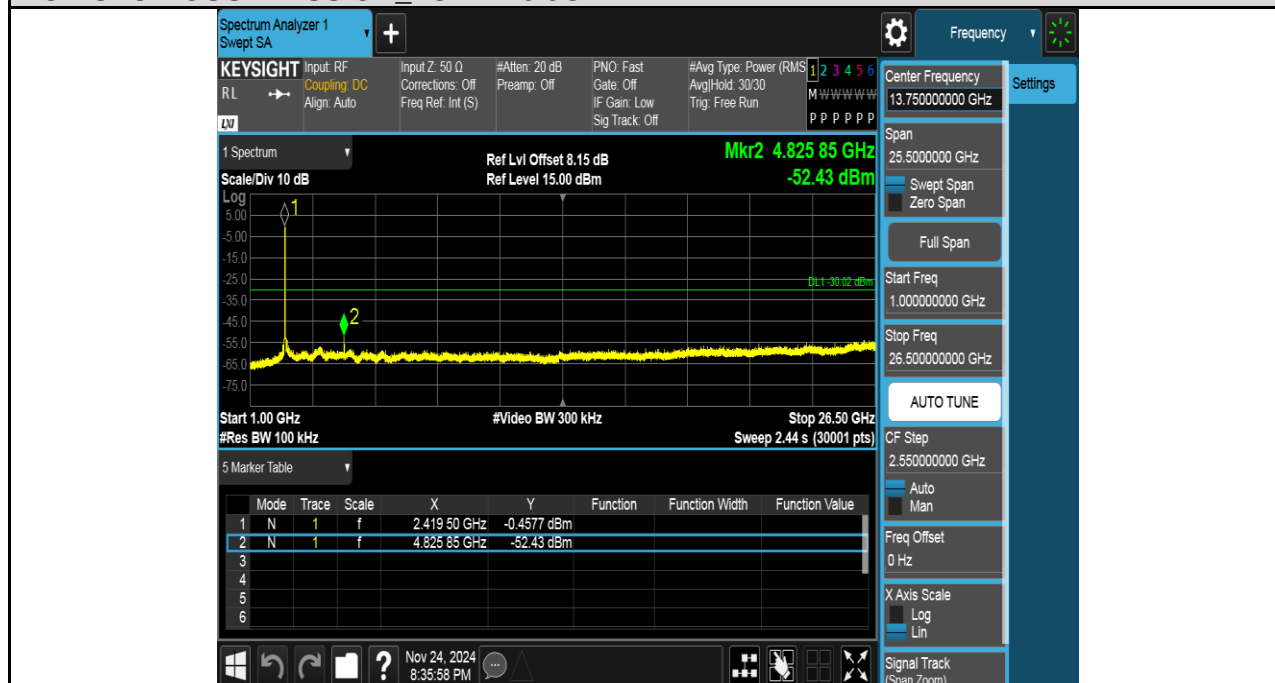 Spectrum Analyzer 1
Swept SA
Frequency
KEYSIGHT
R L
LXI
Input: RF
Coupling: DC
Align: Auto
Input Z: 50 Ω
Corrections: Off
Freq Ref: Int (S)
#Atten: 20 dB
Preamp: Off
PNO: Fast
Gate: Off
IF Gain: Low
Sig Track: Off
#Avg Type: Power (RMS
Avg|Hold: 30/30
Trig: Free Run
1 2 3 4 5 6
M W W W W W
P P P P P P
1 Spectrum
Scale/Div 10 dB
Ref Lvl Offset 8.15 dB
Ref Level 15.00 dBm
Mkr2 4.825 85 GHz
-52.43 dBm
Log
5.00
-5.00
-15.0
-25.0
-35.0
-45.0
-55.0
-65.0
-75.0
1
2
DL1 -30.02 dBm
Start 1.00 GHz
#Video BW 300 kHz
Stop 26.50 GHz
#Res BW 100 kHz
Sweep 2.44 s (30001 pts)
5 Marker Table
Mode Trace Scale X Y Function Function Width Function Value
1 N 1 f 2.419 50 GHz -0.4577 dBm
2 N 1 f 4.825 85 GHz -52.43 dBm
3
4
5
6
?
Nov 24, 2024
8:35:58 PM
Center Frequency
13.750000000 GHz
Span
25.5000000 GHz
Swept Span
Zero Span
Full Span
Start Freq
1.000000000 GHz
Stop Freq
26.500000000 GHz
AUTO TUNE
CF Step
2.550000000 GHz
Auto
Man
Freq Offset
0 Hz
X Axis Scale
Log
Lin
Signal Track
(Span Zoom)
Settings